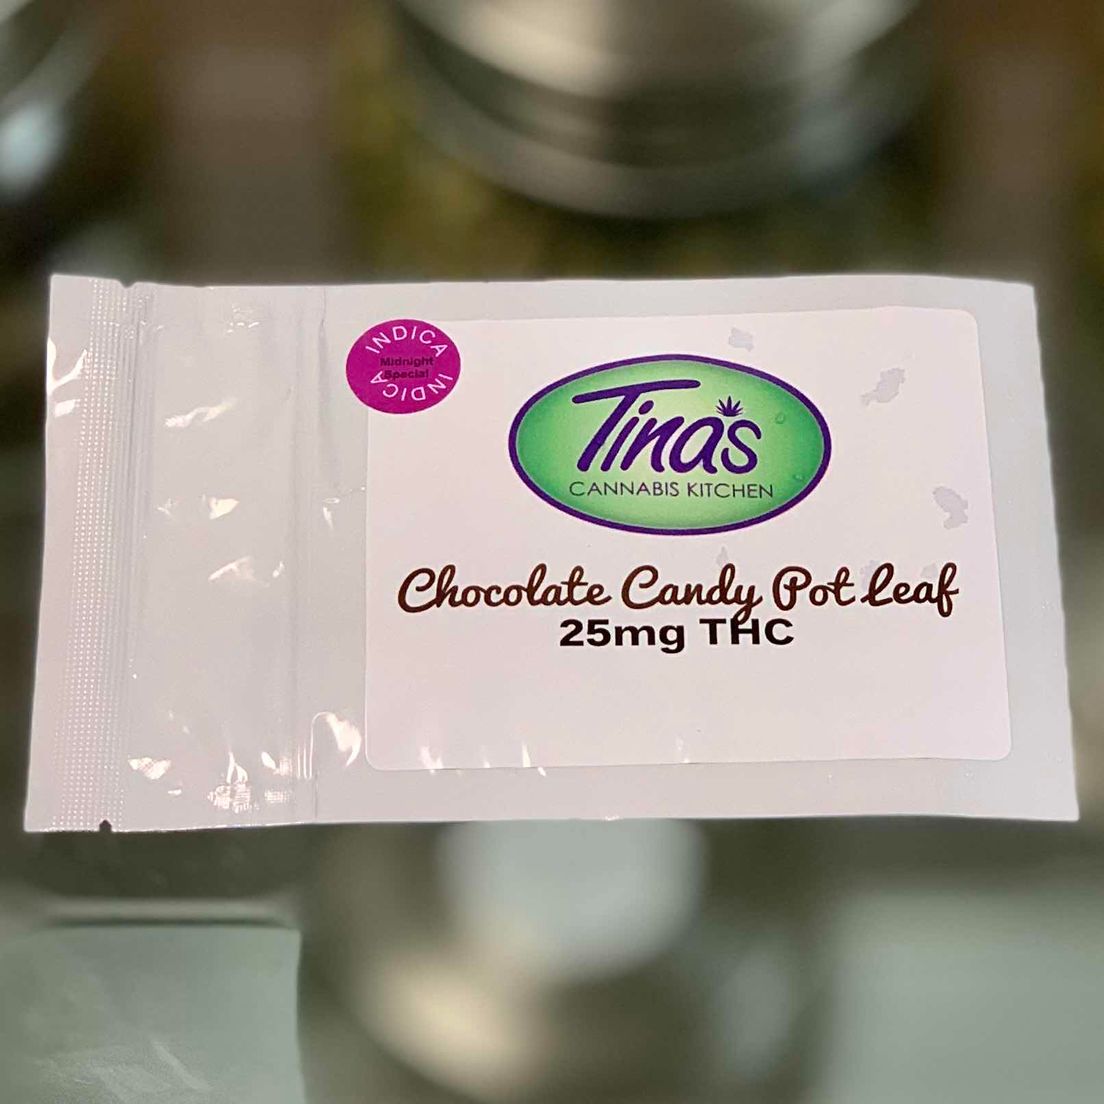 INDICA
Midnight
Special
INDICA
Tina's
CANNABIS KITCHEN
Chocolate Candy Pot Leaf
25mg THC